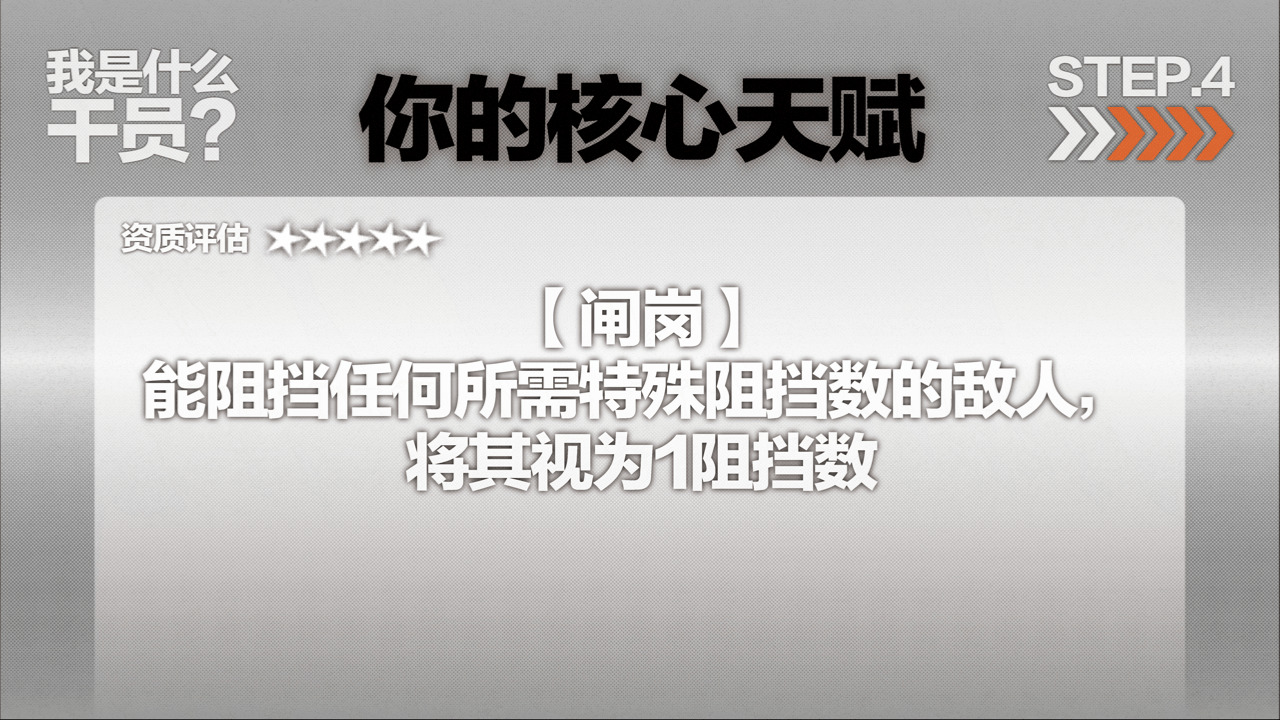 我是什么
干员?
你的核心天赋
STEP.4
资质评估 ★★★★★
【闸岗】
能阻挡任何所需特殊阻挡数的敌人,
将其视为1阻挡数